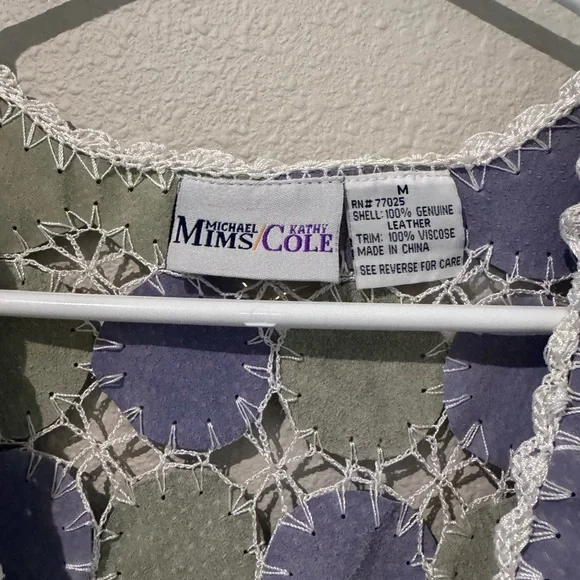 MICHAEL KATHY
MIMS/COLE
M
RN# 77025
SHELL: 100% GENUINE
LEATHER
TRIM: 100% VISCOSE
MADE IN CHINA
SEE REVERSE FOR CARE